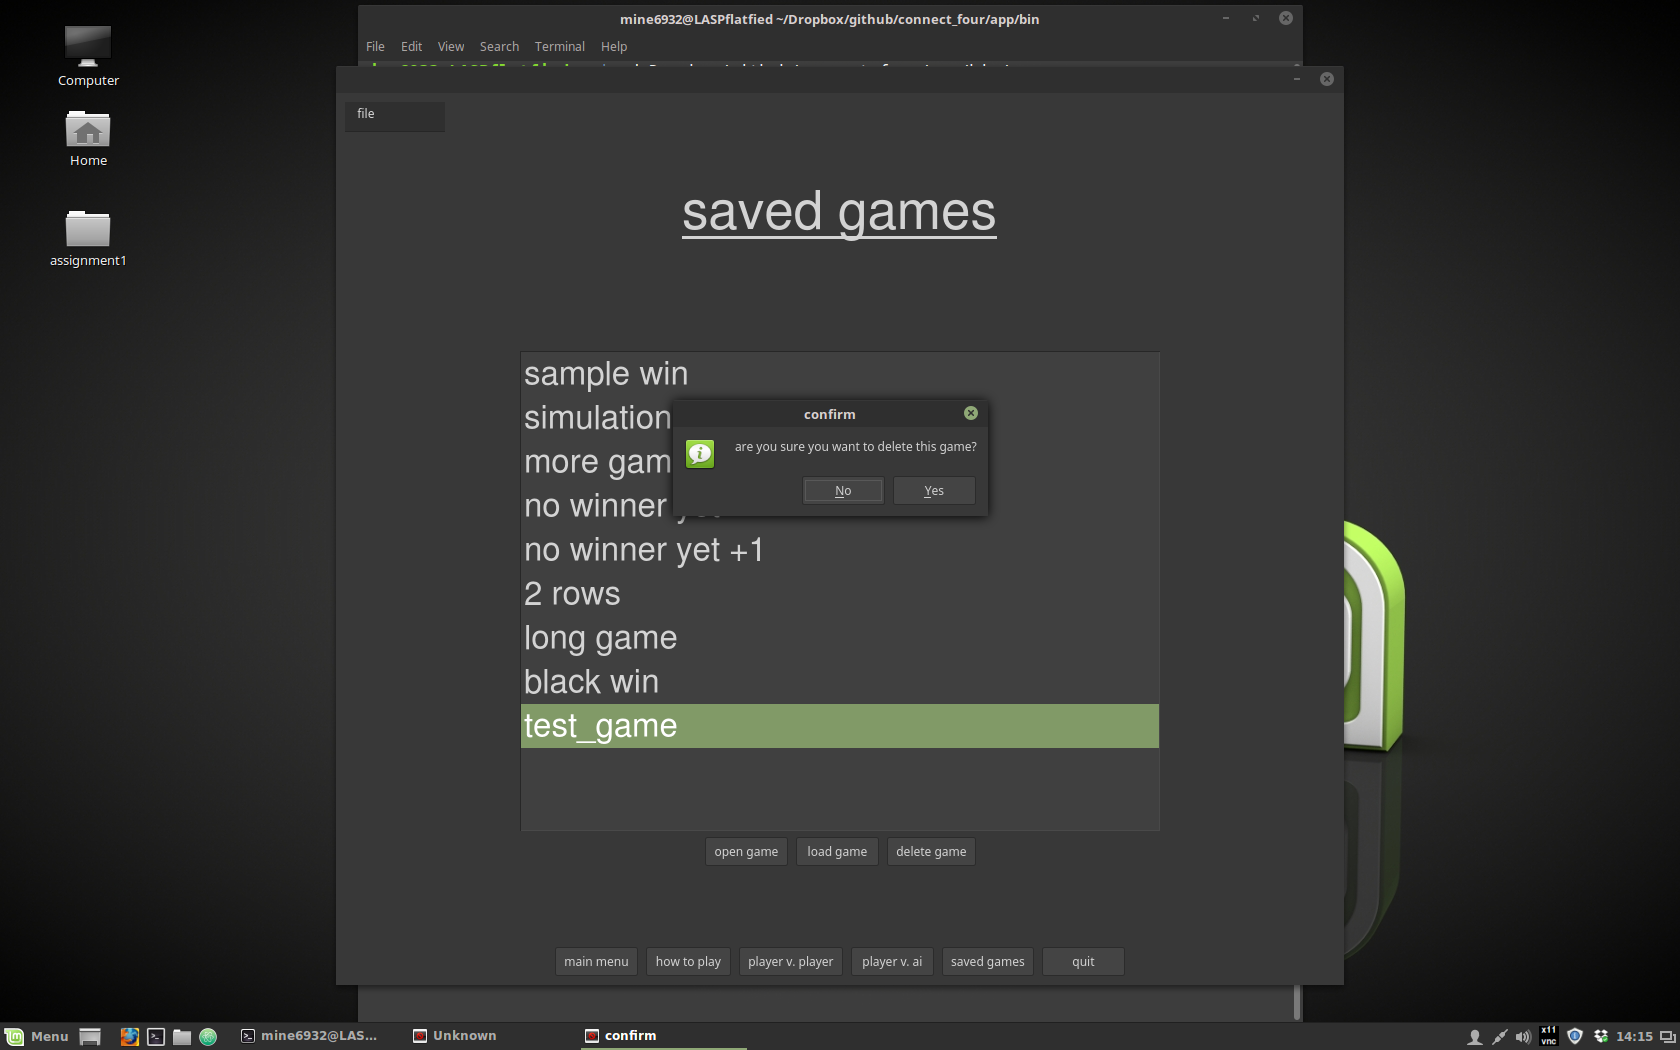 mine6932@LASPflatfied ~/Dropbox/github/connect_four/app/bin
File Edit View Search Terminal Help
Computer
Home
assignment1
file
saved games
sample win
simulation
more gam
no winner
no winner yet +1
2 rows
long game
black win
test_game
confirm
are you sure you want to delete this game?
No Yes
open game load game delete game
main menu how to play player v. player player v. ai saved games quit
Menu mine6932@LAS... Unknown confirm x11 vnc 14:15